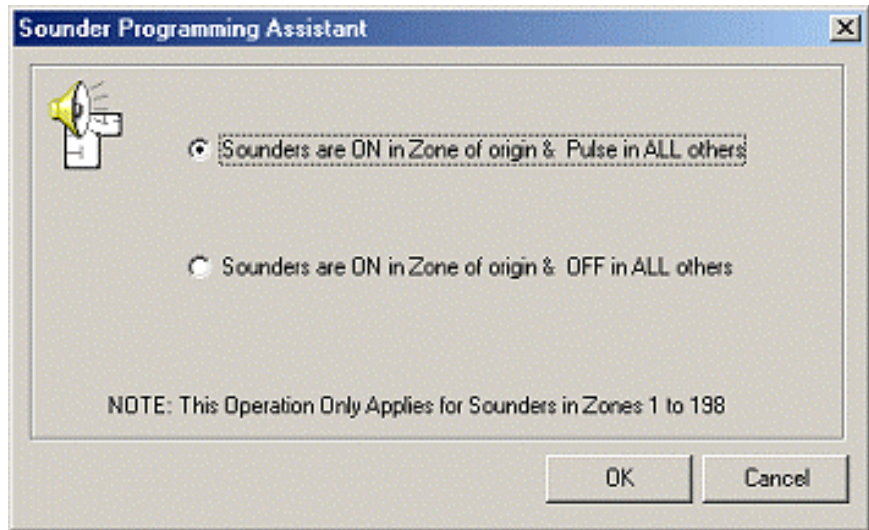 Sounder Programming Assistant
Sounders are ON in Zone of origin & Pulse in ALL others
Sounders are ON in Zone of origin & OFF in ALL others
NOTE: This Operation Only Applies for Sounders in Zones 1 to 198
OK
Cancel